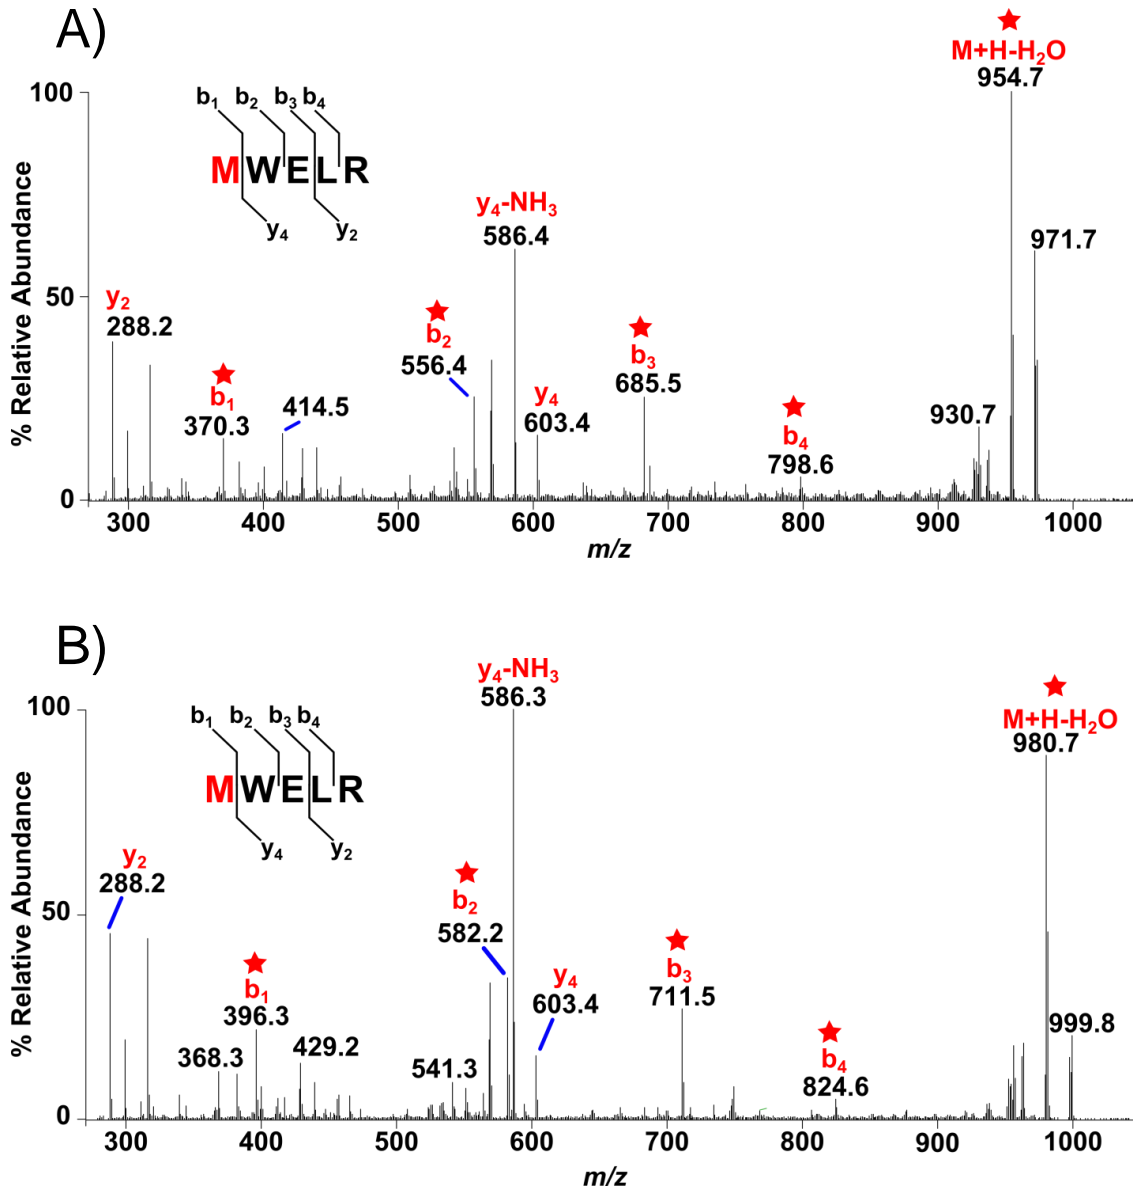 A)
M+H-H₂O
954.7
100
b₁ b₂ b₃ b₄
MWELR
y₄ y₂
y₄-NH₃
586.4
971.7
50
y₂
288.2
b₂
556.4
b₃
685.5
b₁
370.3
414.5
y₄
603.4
b₄
798.6
930.7
0
300 400 500 600 700 800 900 1000
m/z
% Relative Abundance
B)
y₄-NH₃
586.3
M+H-H₂O
980.7
100
b₁ b₂ b₃ b₄
MWELR
y₄ y₂
y₂
288.2
50
b₂
582.2
b₃
711.5
b₁
396.3
y₄
603.4
368.3
429.2
541.3
b₄
824.6
999.8
0
300 400 500 600 700 800 900 1000
m/z
% Relative Abundance